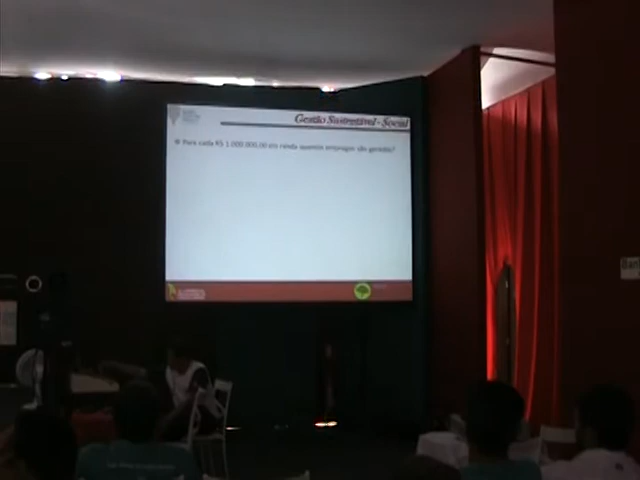 Gestão Sustentável - Social
Para cada R$ 1.000.000,00 em renda quantos empregos são gerados?